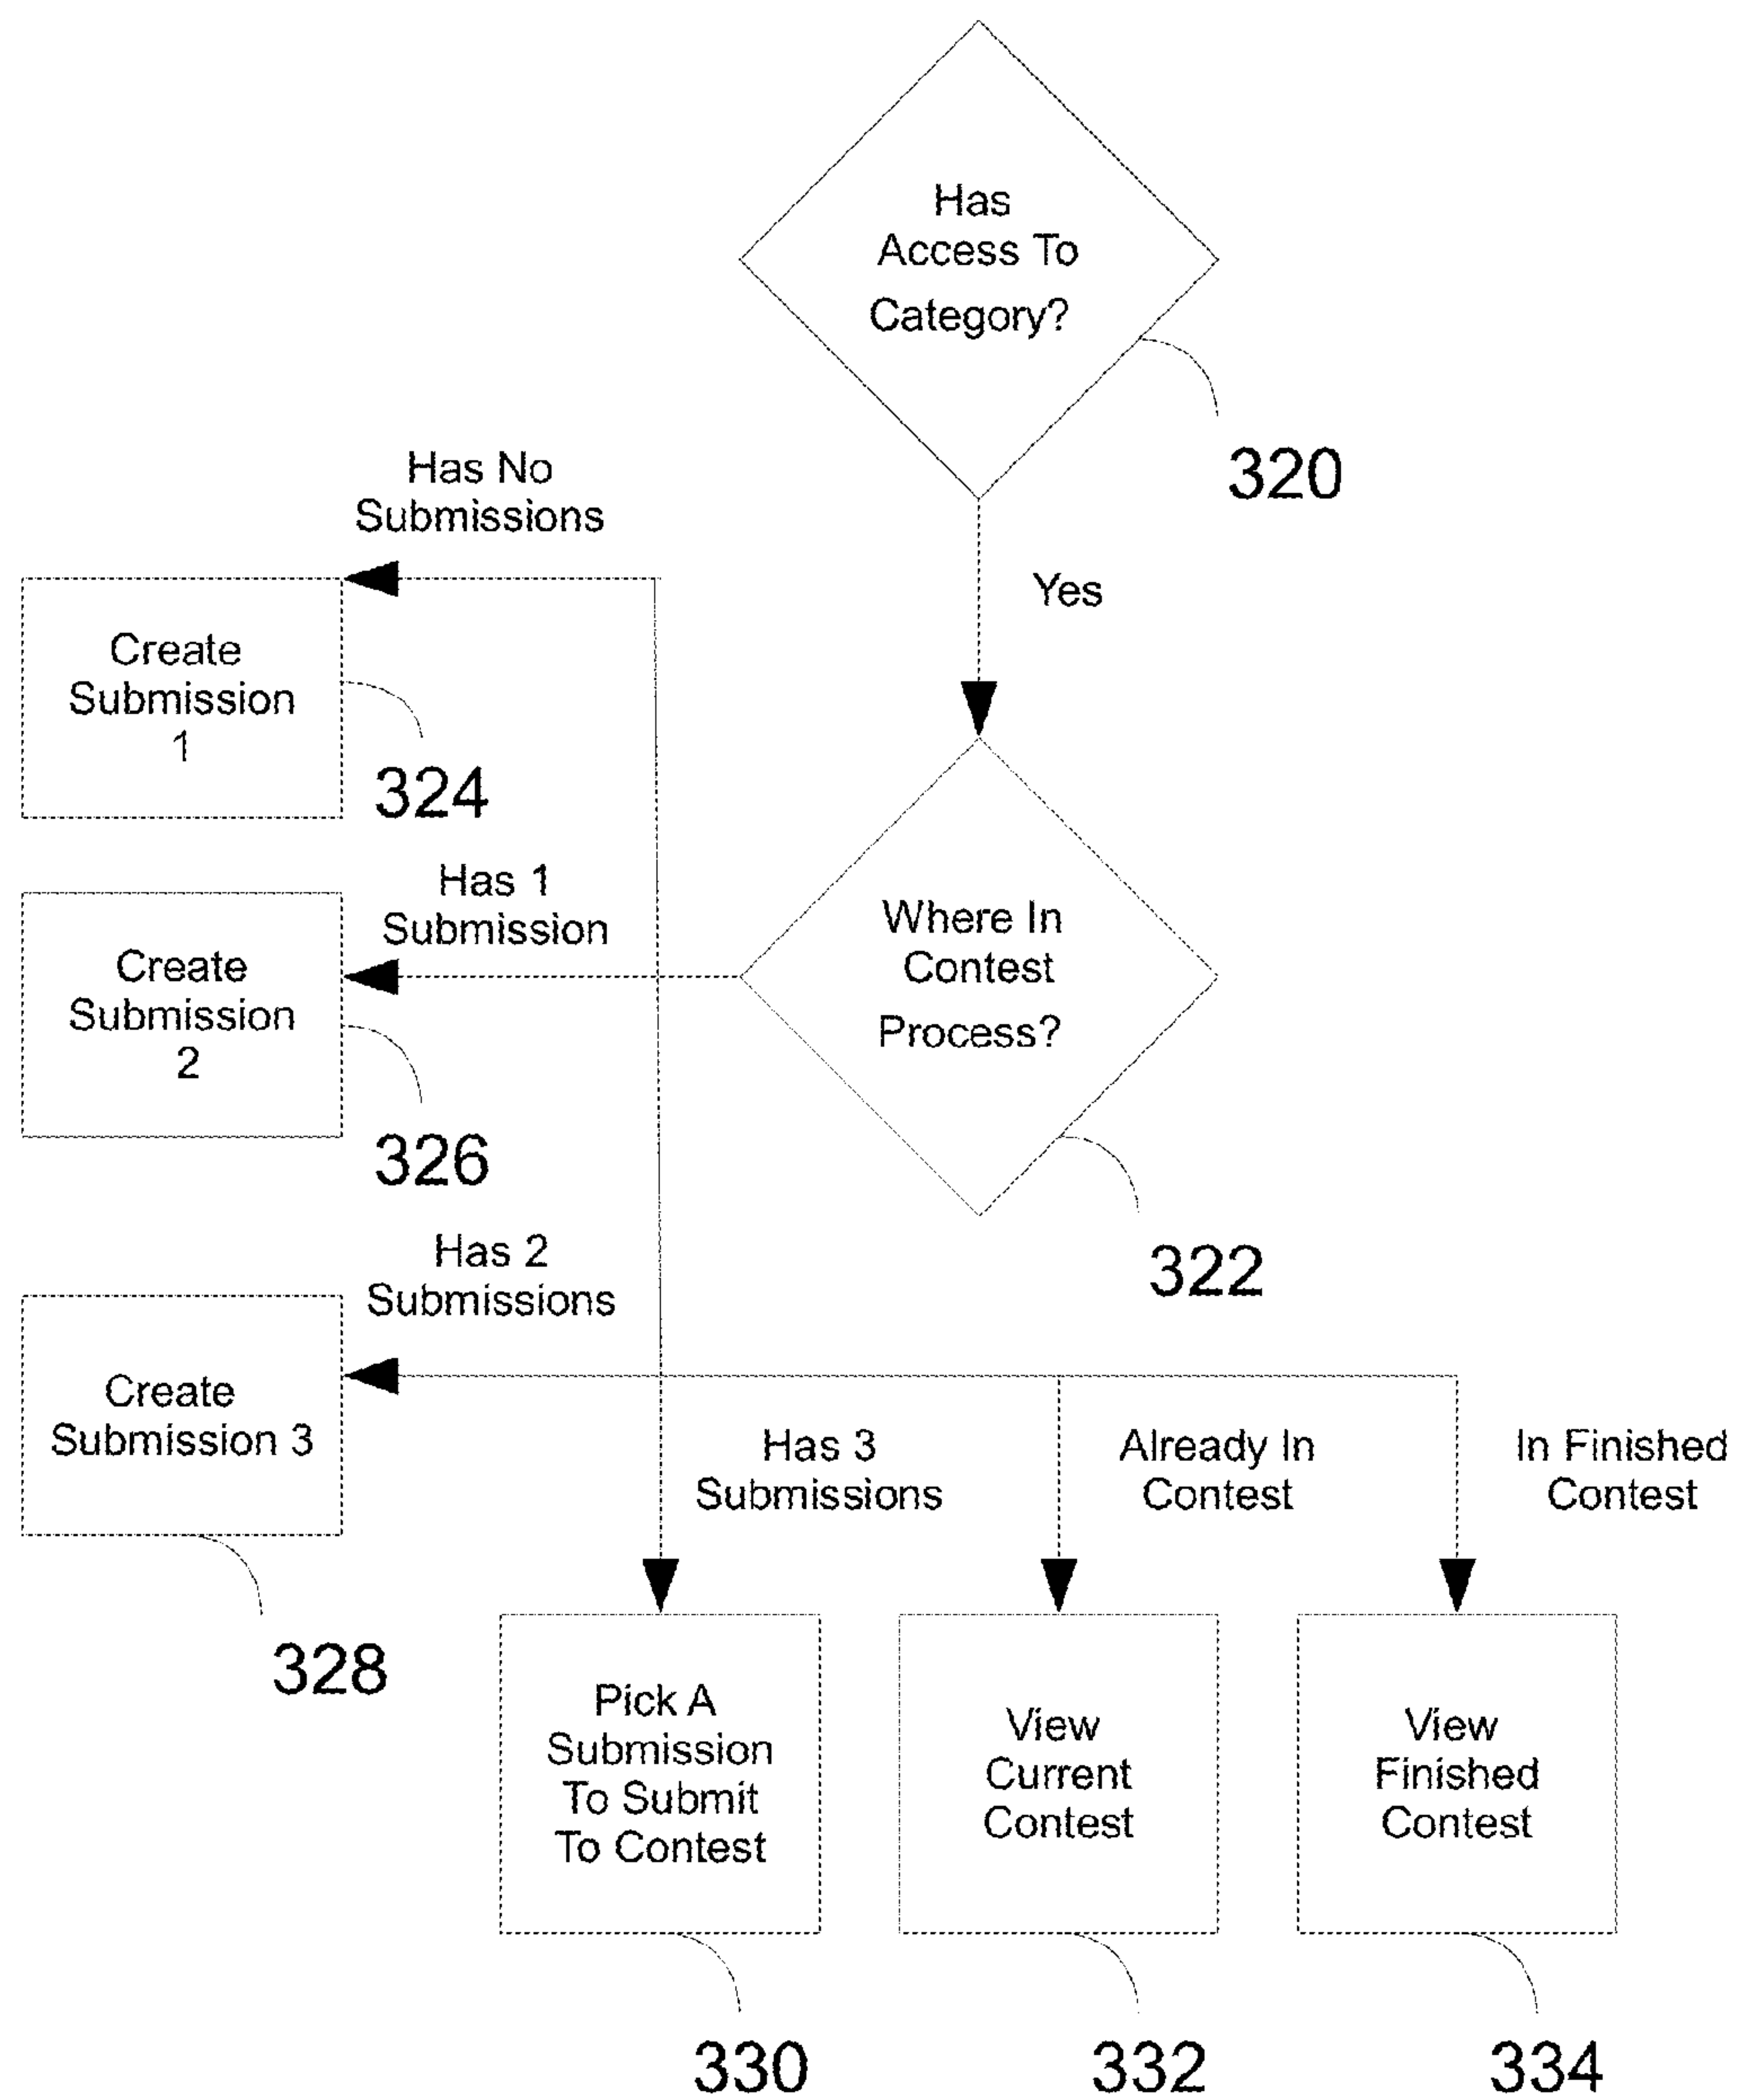 Has
Access To
Category?
320
Yes
Has No
Submissions
Create
Submission
1
324
Has 1
Submission
Create
Submission
2
326
Where In
Contest
Process?
322
Has 2
Submissions
Create
Submission 3
328
Has 3
Submissions
Already In
Contest
In Finished
Contest
Pick A
Submission
To Submit
To Contest
330
View
Current
Contest
332
View
Finished
Contest
334